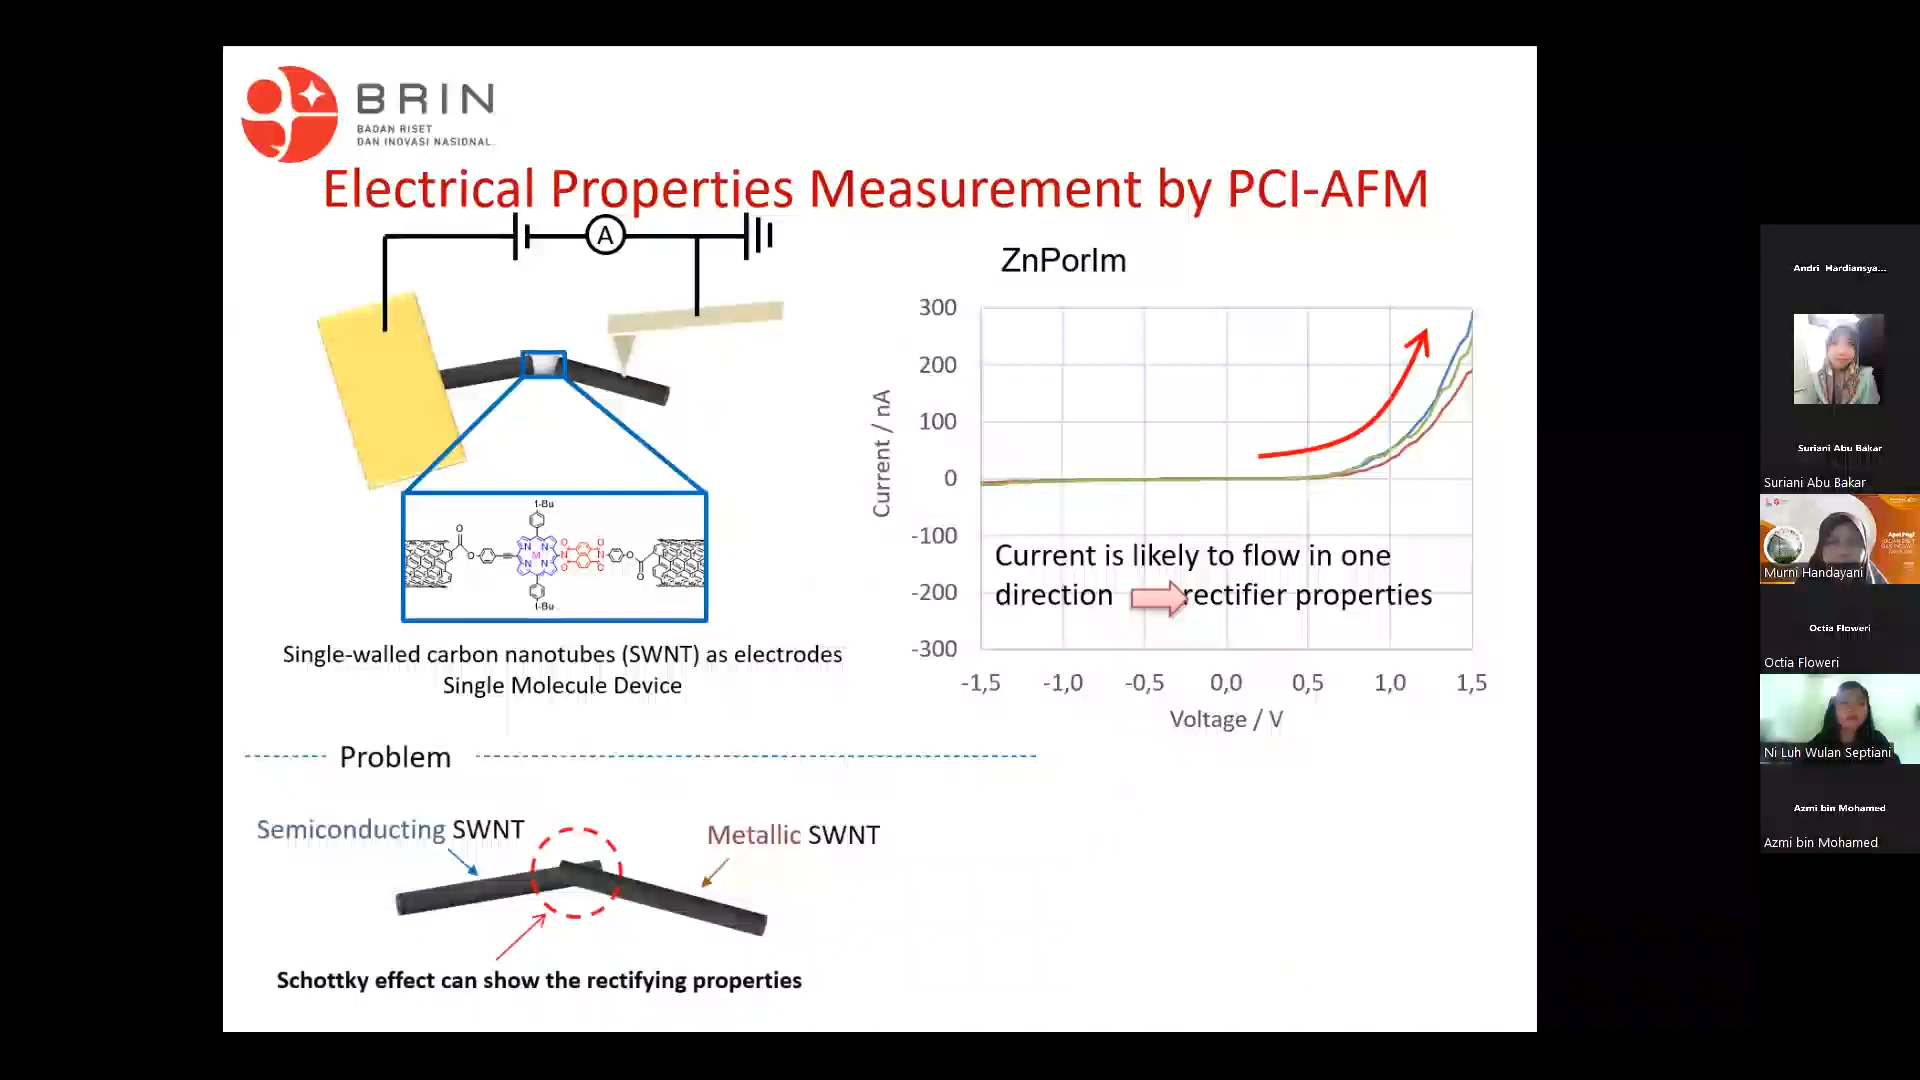 BRIN
BADAN RISET
DAN INOVASI NASIONAL
Electrical Properties Measurement by PCI-AFM
A
ZnPorIm
300
200
100
0
-100
-200
-300
Current / nA
-1,5 -1,0 -0,5 0,0 0,5 1,0 1,5
Voltage / V
Current is likely to flow in one
direction rectifier properties
t-Bu
O
O
N N
M
N N
O O
N N
O O
O
O
t-Bu
Single-walled carbon nanotubes (SWNT) as electrodes
Single Molecule Device
Problem
Semiconducting SWNT
Metallic SWNT
Schottky effect can show the rectifying properties
Andri Hardiansya...
Suriani Abu Bakar
Suriani Abu Bakar
Murni Handayani
Octia Floweri
Octia Floweri
Ni Luh Wulan Septiani
Azmi bin Mohamed
Azmi bin Mohamed